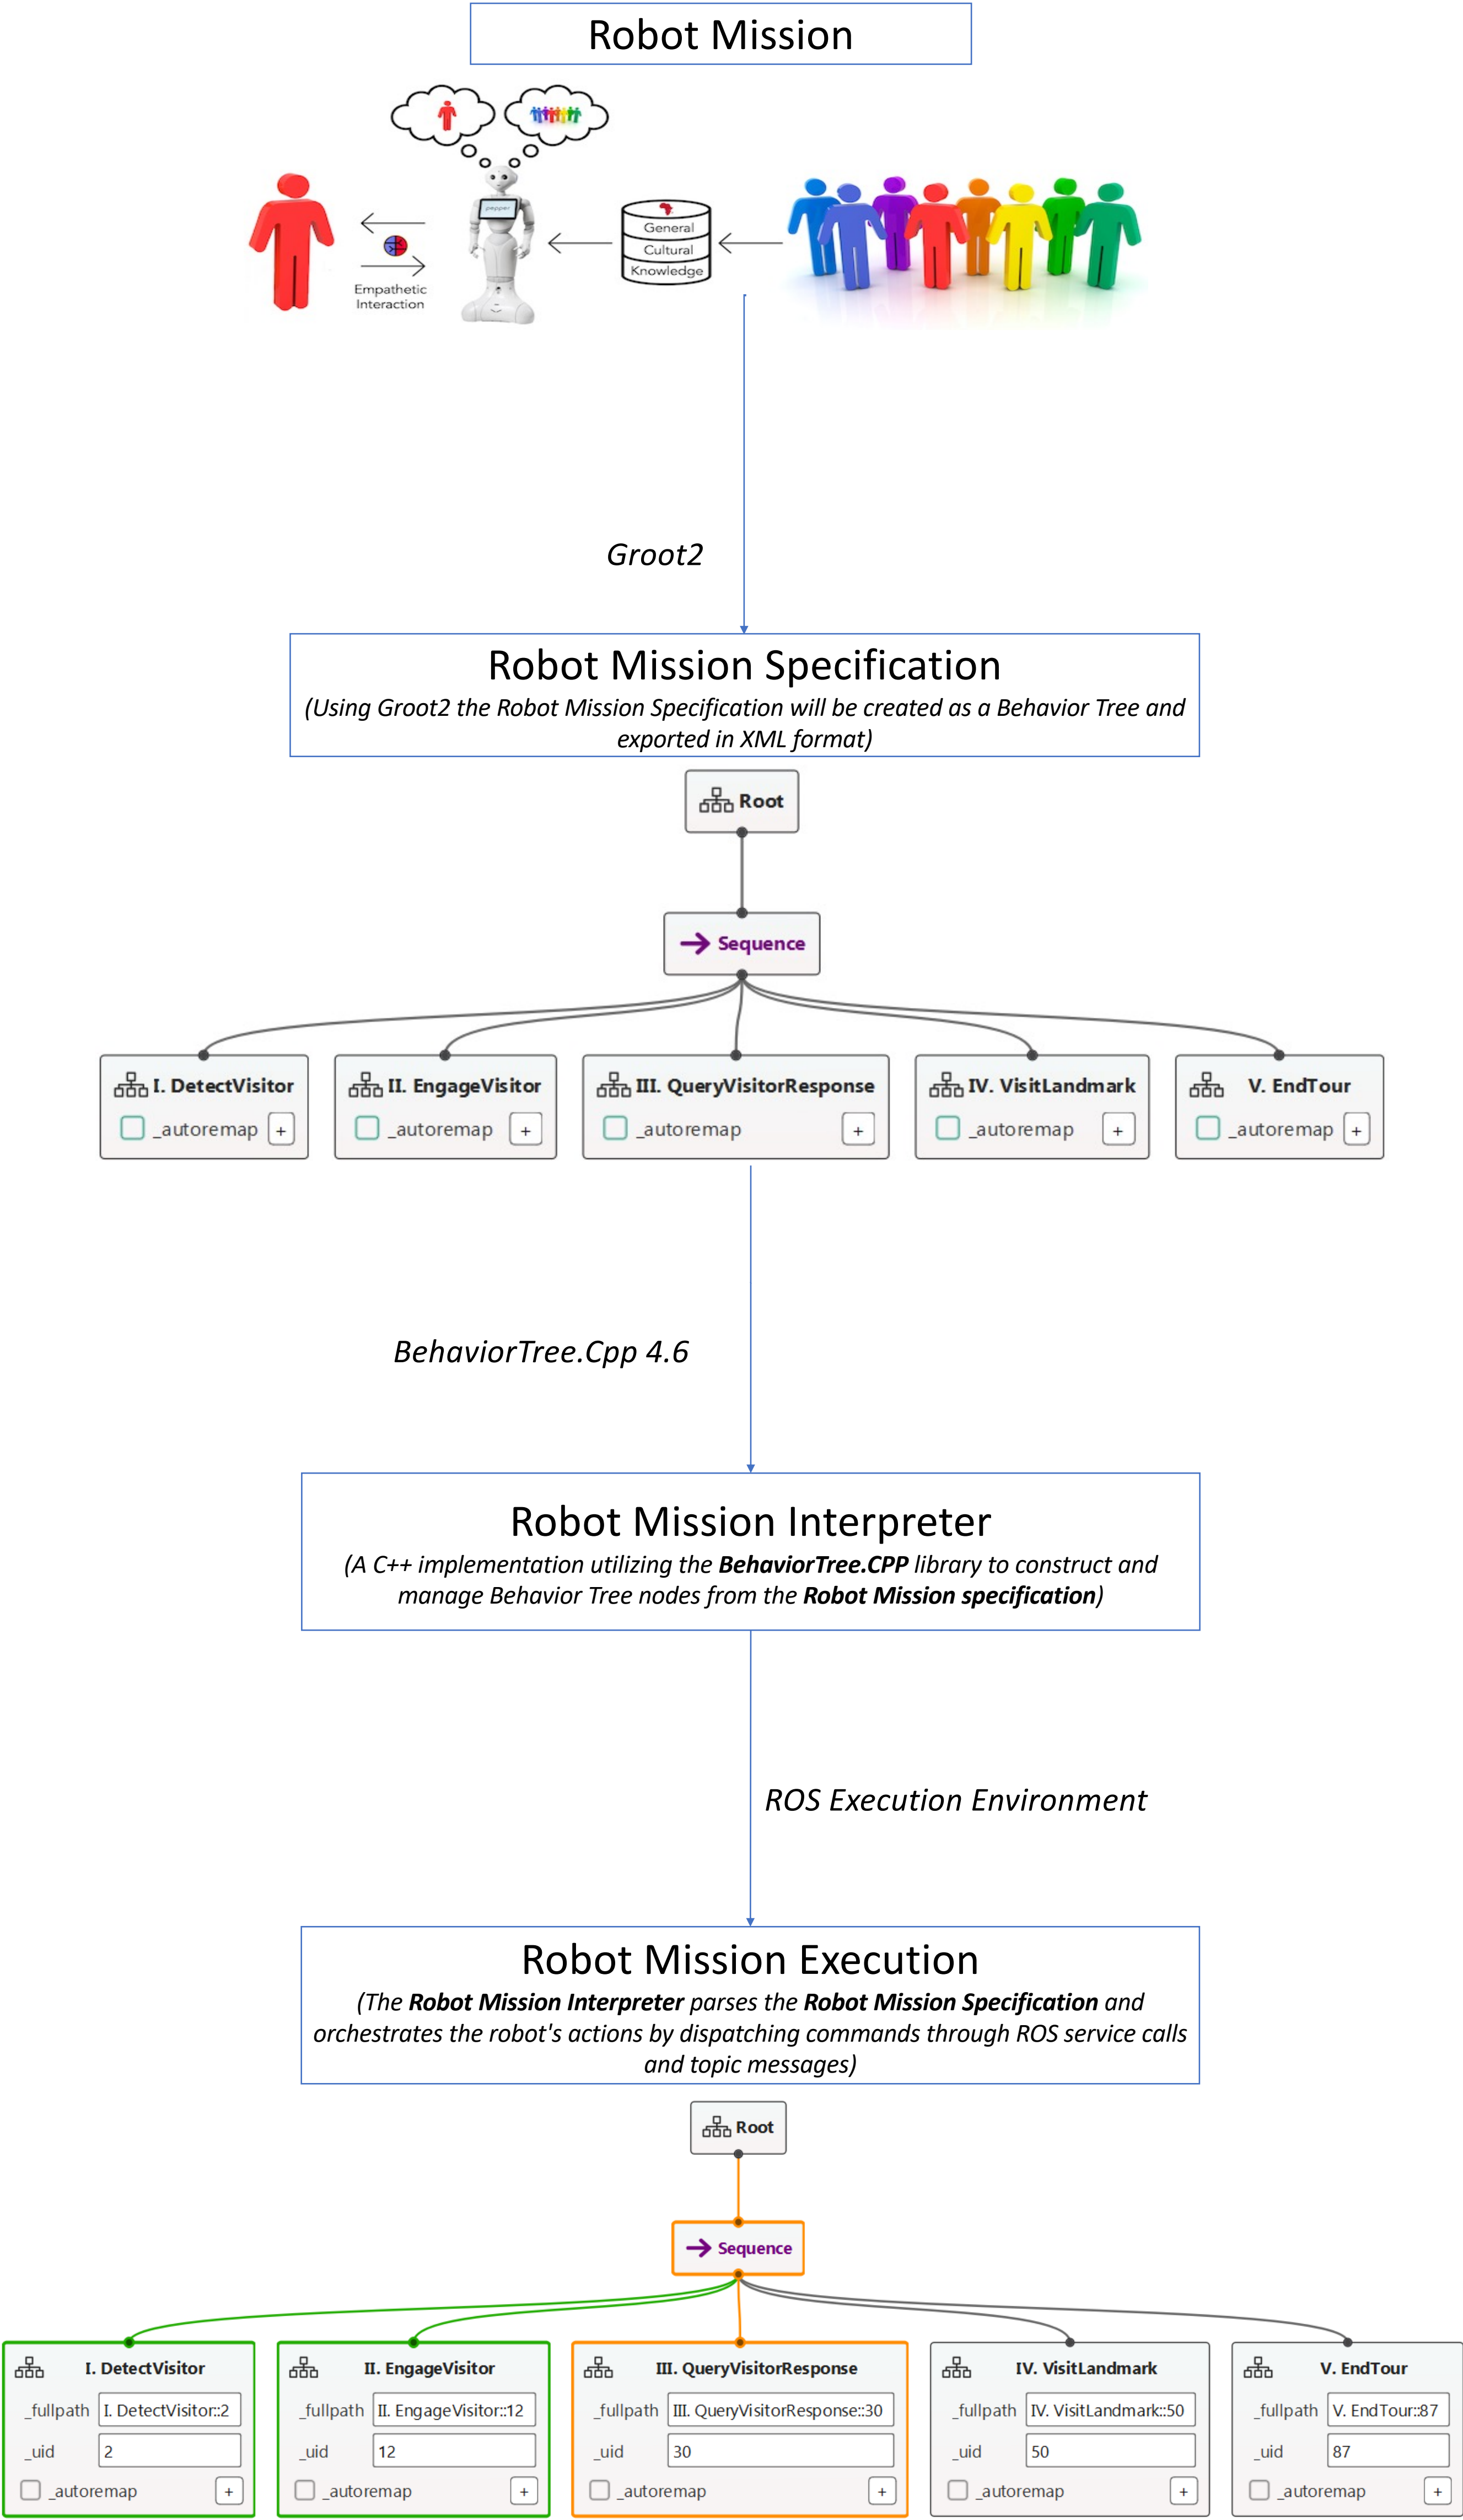 Robot Mission
pepper
General
Cultural
Knowledge
Empathetic
Interaction
Groot2
Robot Mission Specification
(Using Groot2 the Robot Mission Specification will be created as a Behavior Tree and
exported in XML format)
Root
Sequence
I. DetectVisitor
_autoremap +
II. EngageVisitor
_autoremap +
III. QueryVisitorResponse
_autoremap +
IV. VisitLandmark
_autoremap +
V. EndTour
_autoremap +
BehaviorTree.Cpp 4.6
Robot Mission Interpreter
(A C++ implementation utilizing the BehaviorTree.CPP library to construct and
manage Behavior Tree nodes from the Robot Mission specification)
ROS Execution Environment
Robot Mission Execution
(The Robot Mission Interpreter parses the Robot Mission Specification and
orchestrates the robot's actions by dispatching commands through ROS service calls
and topic messages)
Root
Sequence
I. DetectVisitor
_fullpath I. DetectVisitor::2
_uid 2
_autoremap +
II. EngageVisitor
_fullpath II. EngageVisitor::12
_uid 12
_autoremap +
III. QueryVisitorResponse
_fullpath III. QueryVisitorResponse::30
_uid 30
_autoremap +
IV. VisitLandmark
_fullpath IV. VisitLandmark::50
_uid 50
_autoremap +
V. EndTour
_fullpath V. EndTour::87
_uid 87
_autoremap +